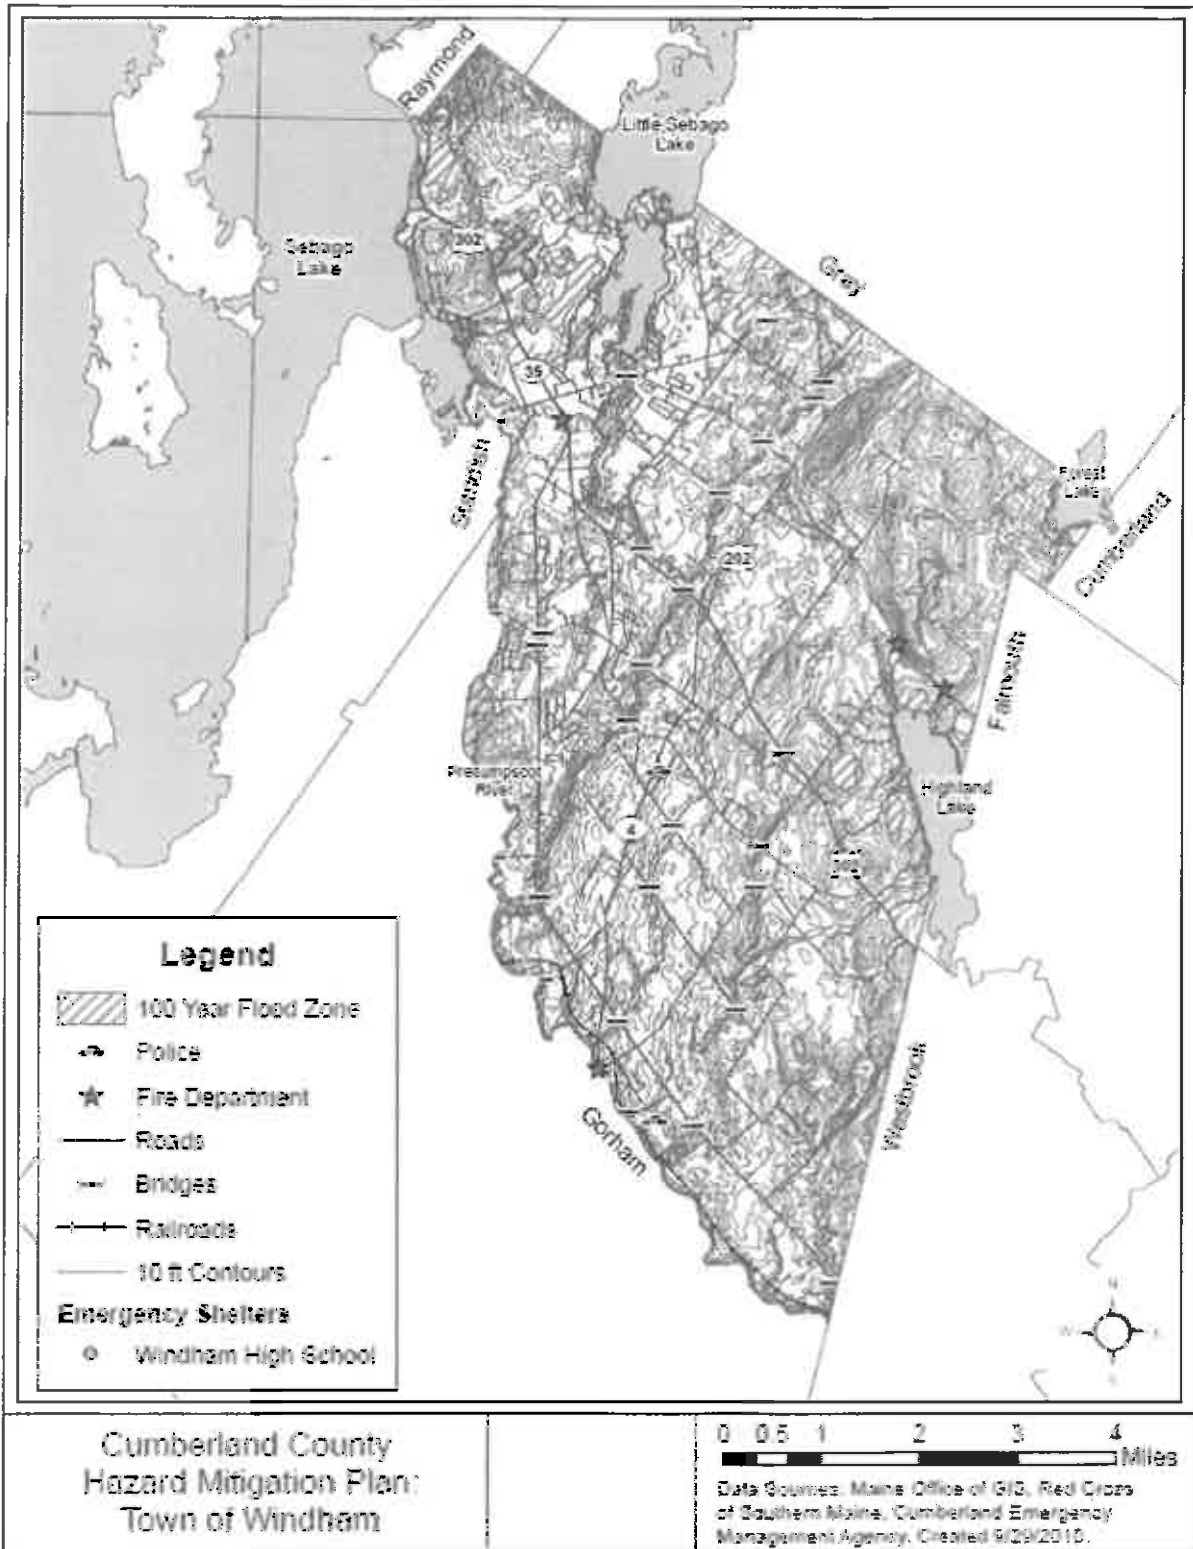 Raymond
Little Sebago
Lake
302
Sebago
Lake
Gray
35
Standish
Forest
Lake
Cumberland
202
Falmouth
Presumpscot
River
Highland
Lake
4
302
Westbrook
Gorham
Legend
100 Year Flood Zone
Police
Fire Department
Roads
Bridges
Railroads
10 ft Contours
Emergency Shelters
Windham High School
N
W
E
Cumberland County
Hazard Mitigation Plan:
Town of Windham
0 0.5 1 2 3 4
Miles
Data Sources: Maine Office of GIS, Red Cross
of Southern Maine, Cumberland Emergency
Management Agency. Created 9/29/2010.